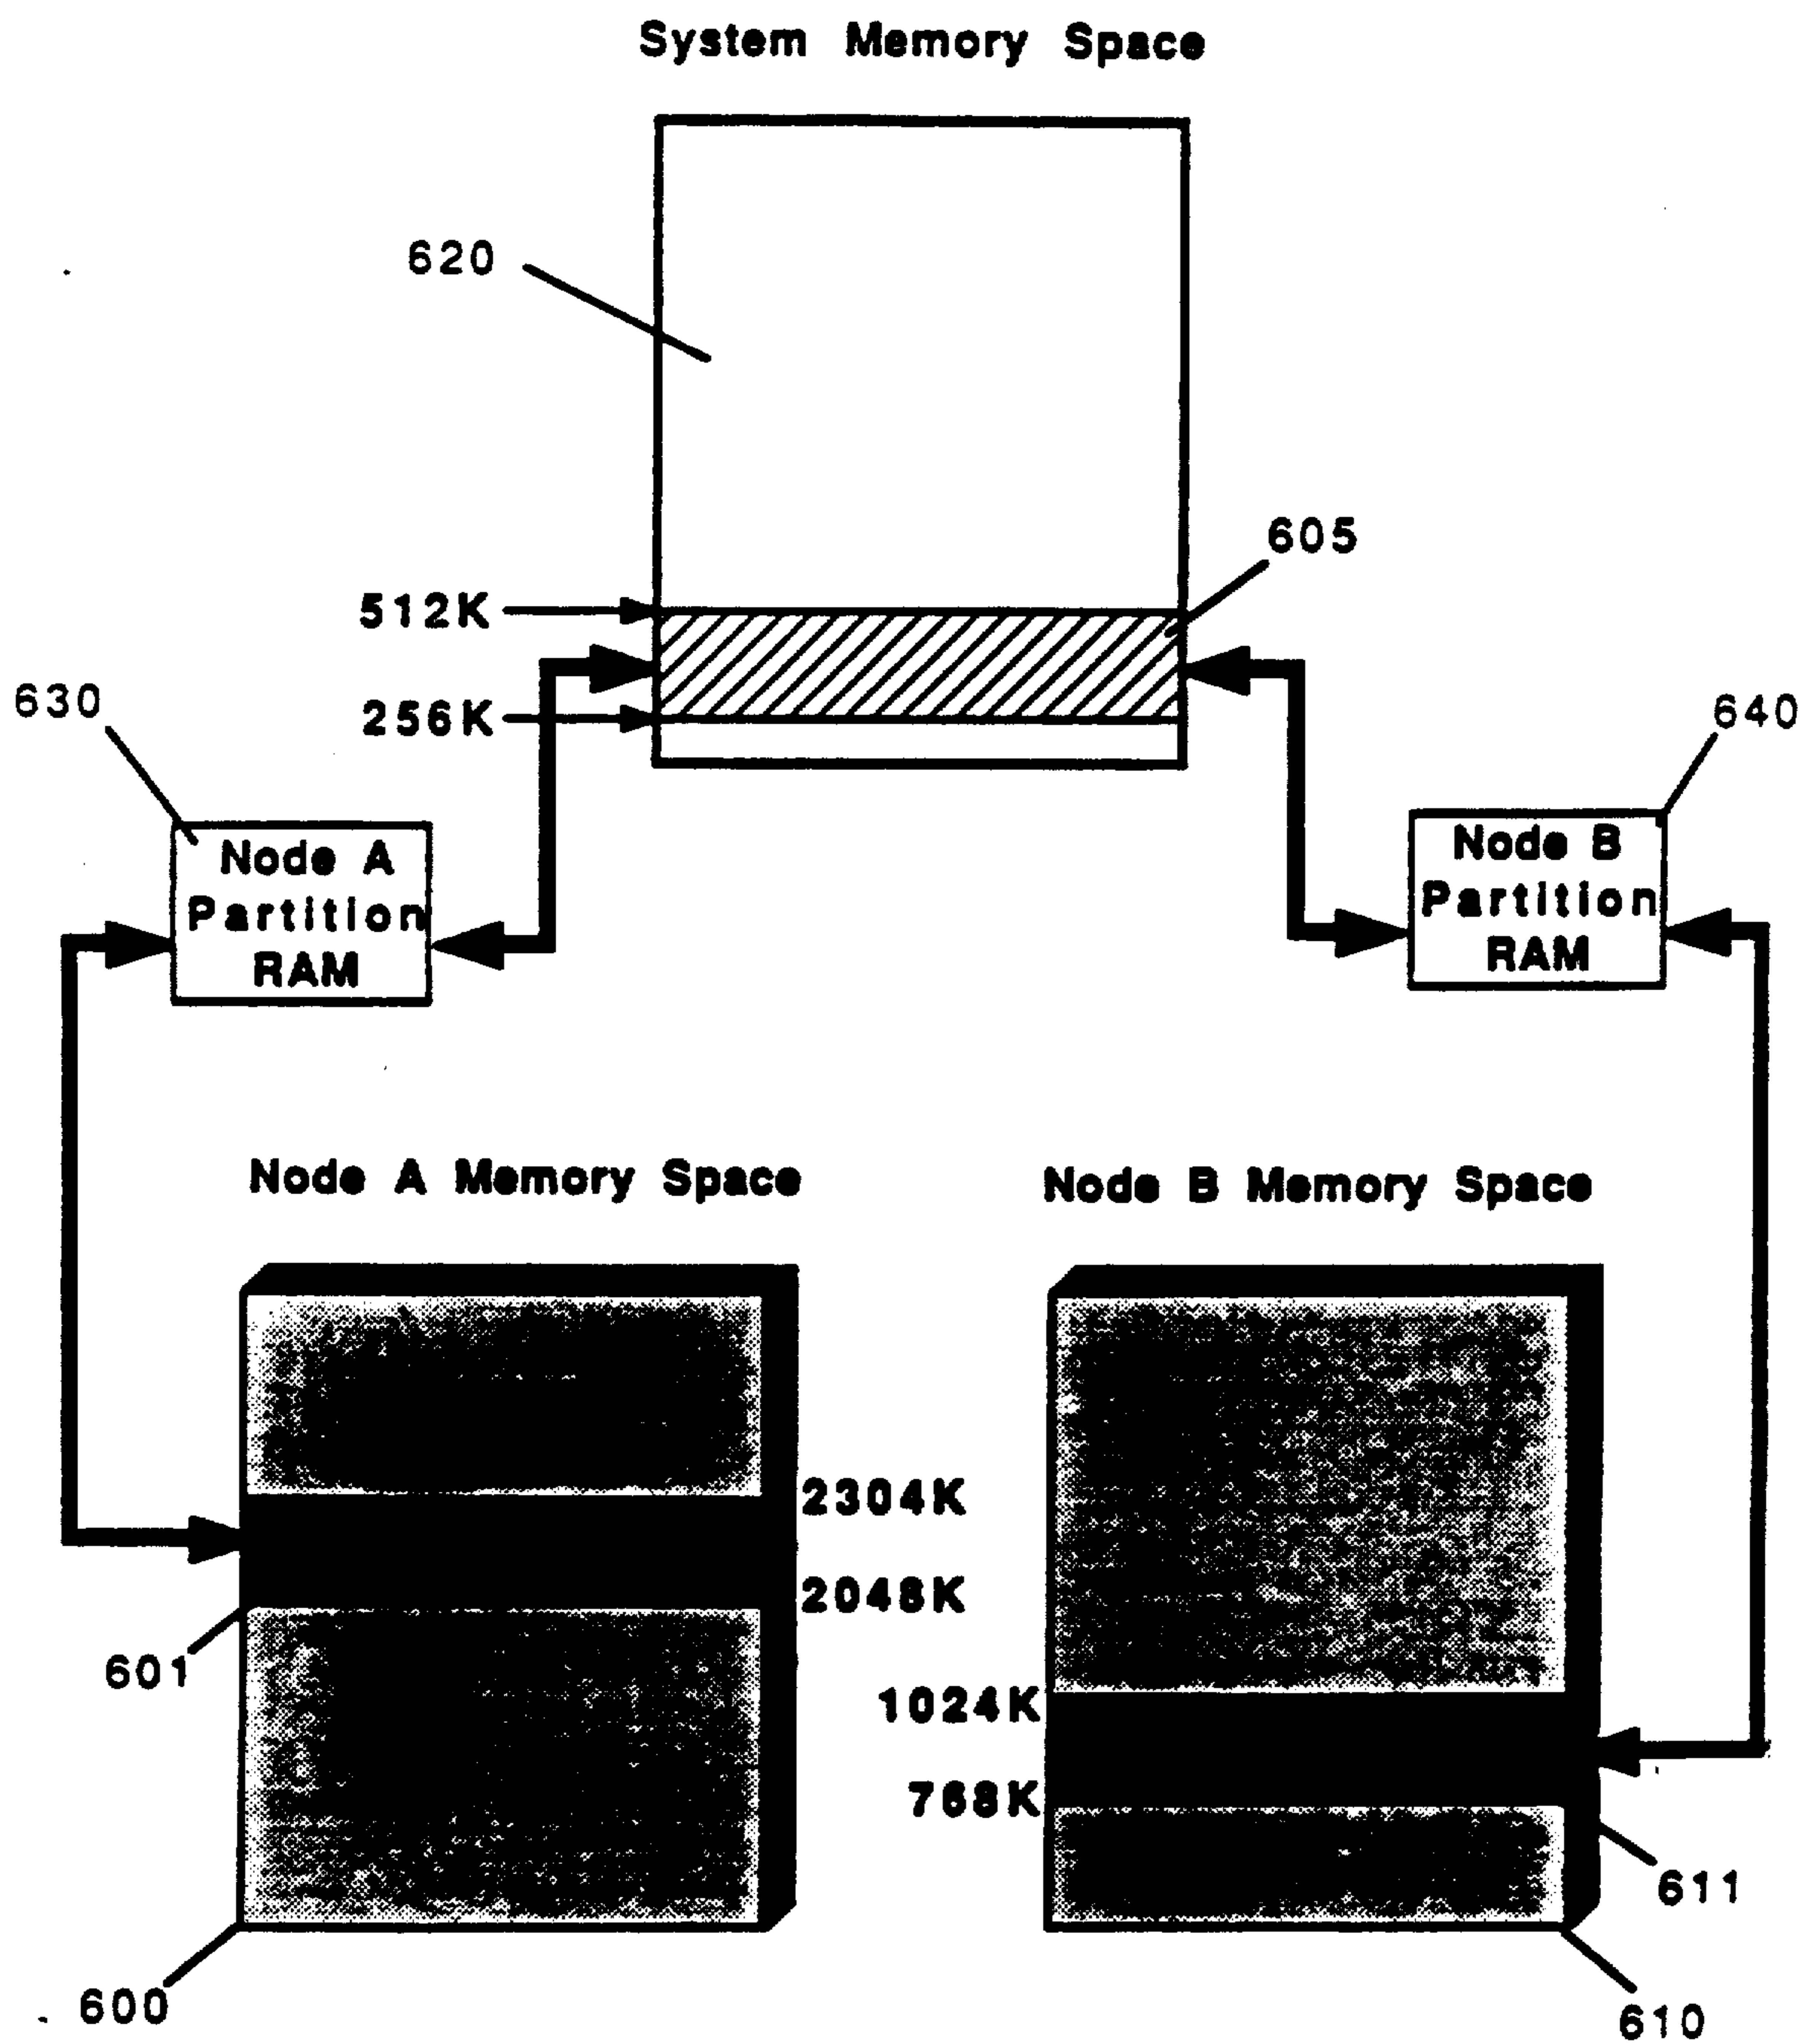 System Memory Space
620
605
512K
256K
630
640
Node A
Partition
RAM
Node B
Partition
RAM
Node A Memory Space
Node B Memory Space
2304K
2048K
601
1024K
768K
611
600
610